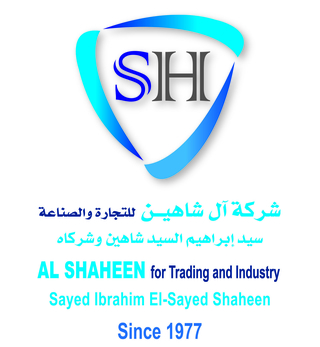 SH
شركة آل شاهيـن للتجارة والصناعة
سيد إبراهيم السيد شاهين وشركاه
AL SHAHEEN for Trading and Industry
Sayed Ibrahim El-Sayed Shaheen
Since 1977